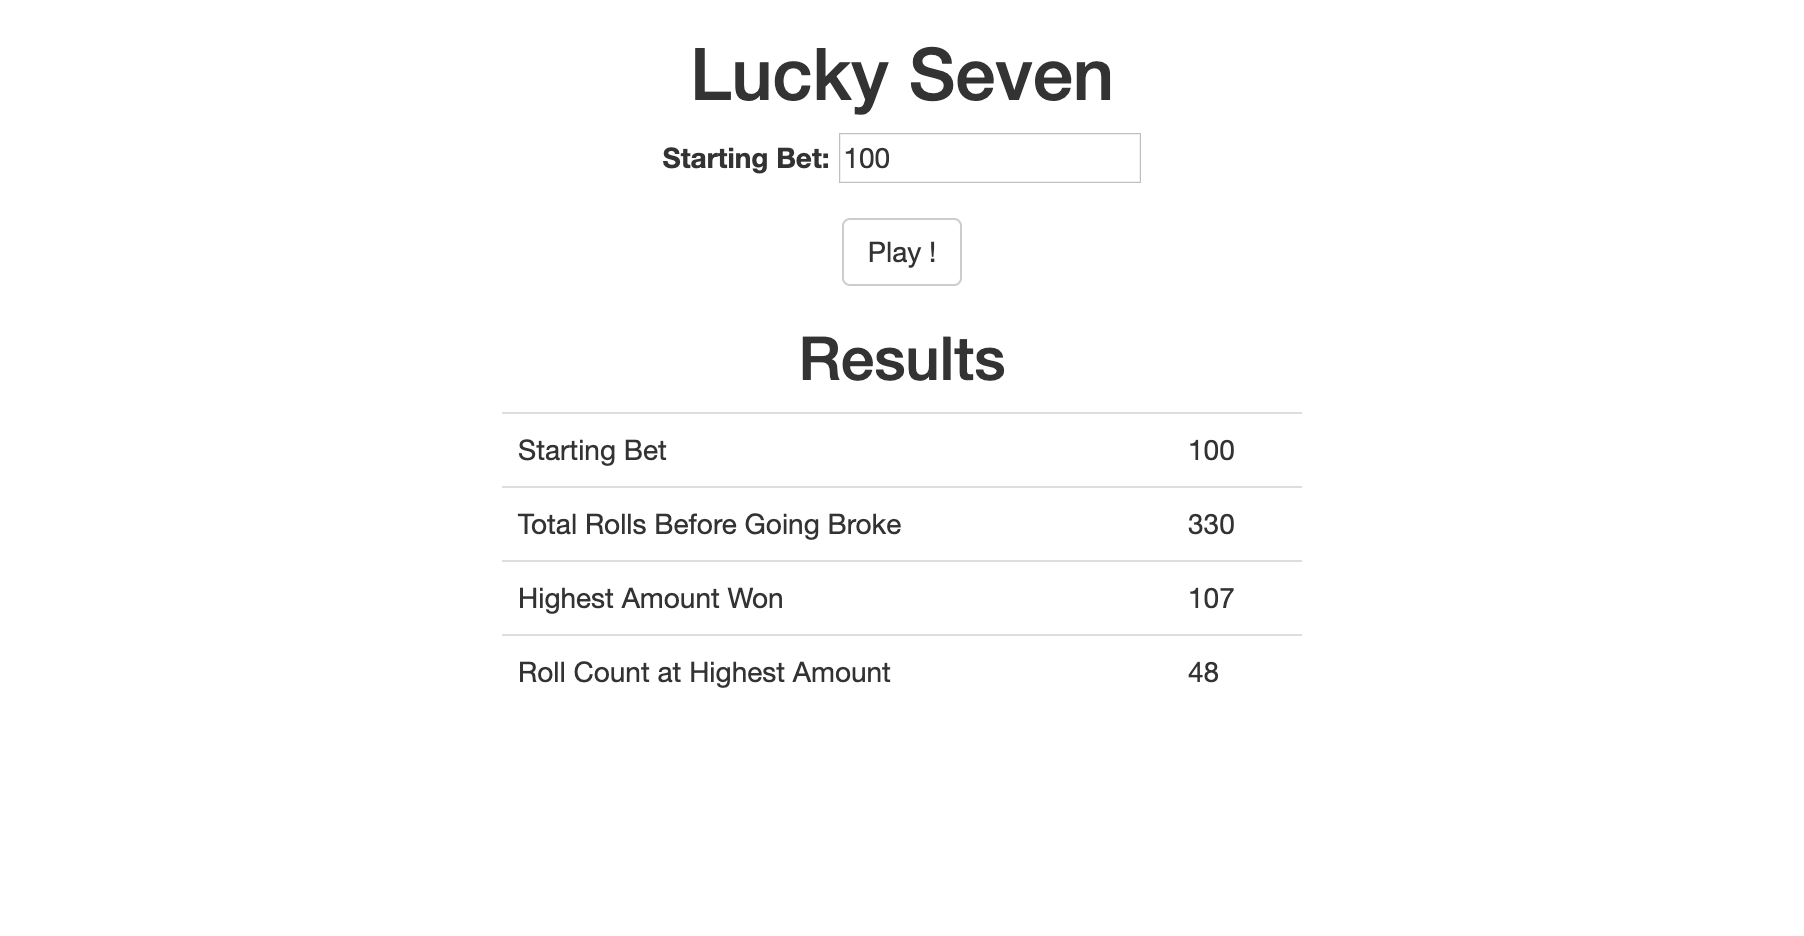 Lucky Seven
Starting Bet: 100
Play !
Results
Starting Bet 100
Total Rolls Before Going Broke 330
Highest Amount Won 107
Roll Count at Highest Amount 48